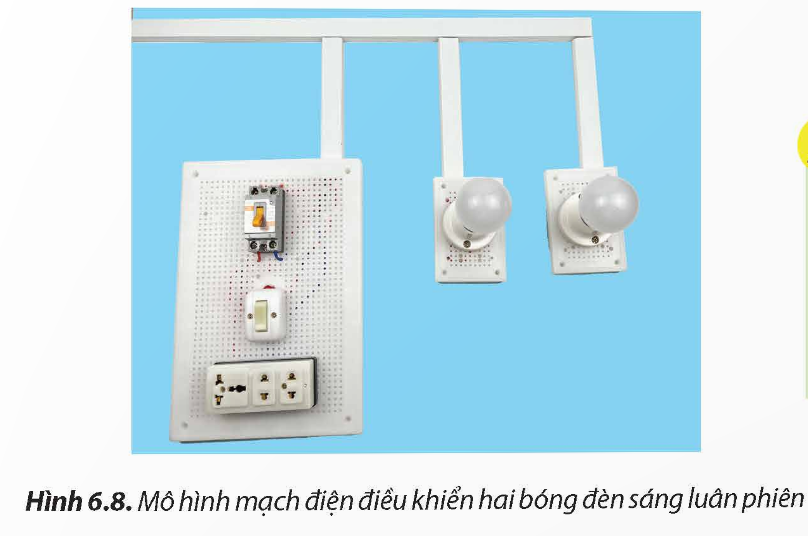 Hình 6.8. Mô hình mạch điện điều khiển hai bóng đèn sáng luân phiên